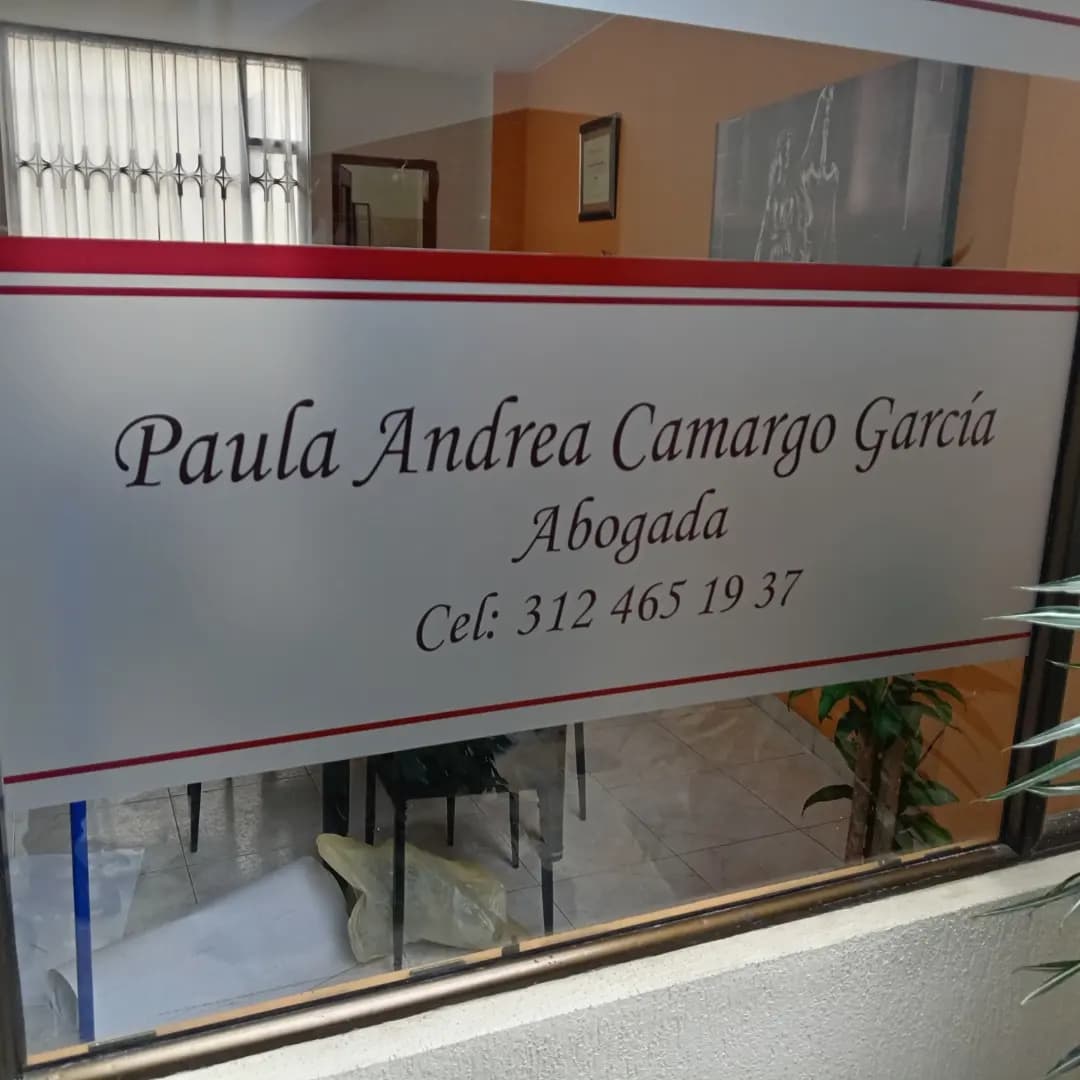 Paula Andrea Camargo García
Abogada
Cel: 312 465 19 37